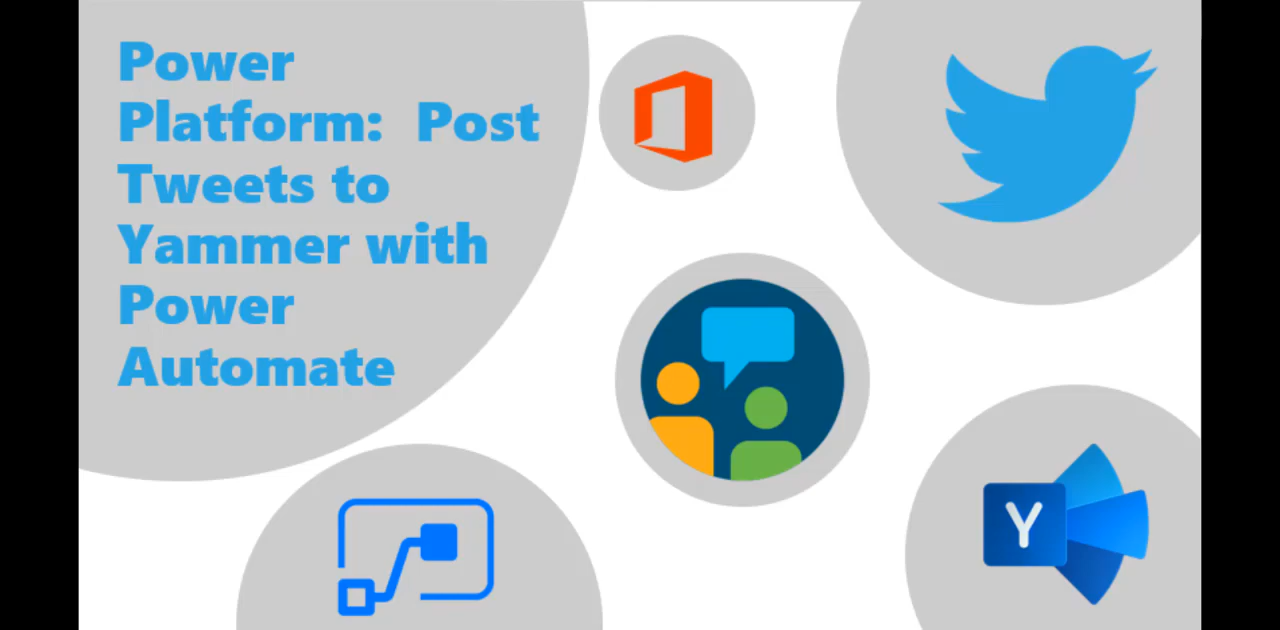 Power
Platform:  Post
Tweets to
Yammer with
Power
Automate
Y